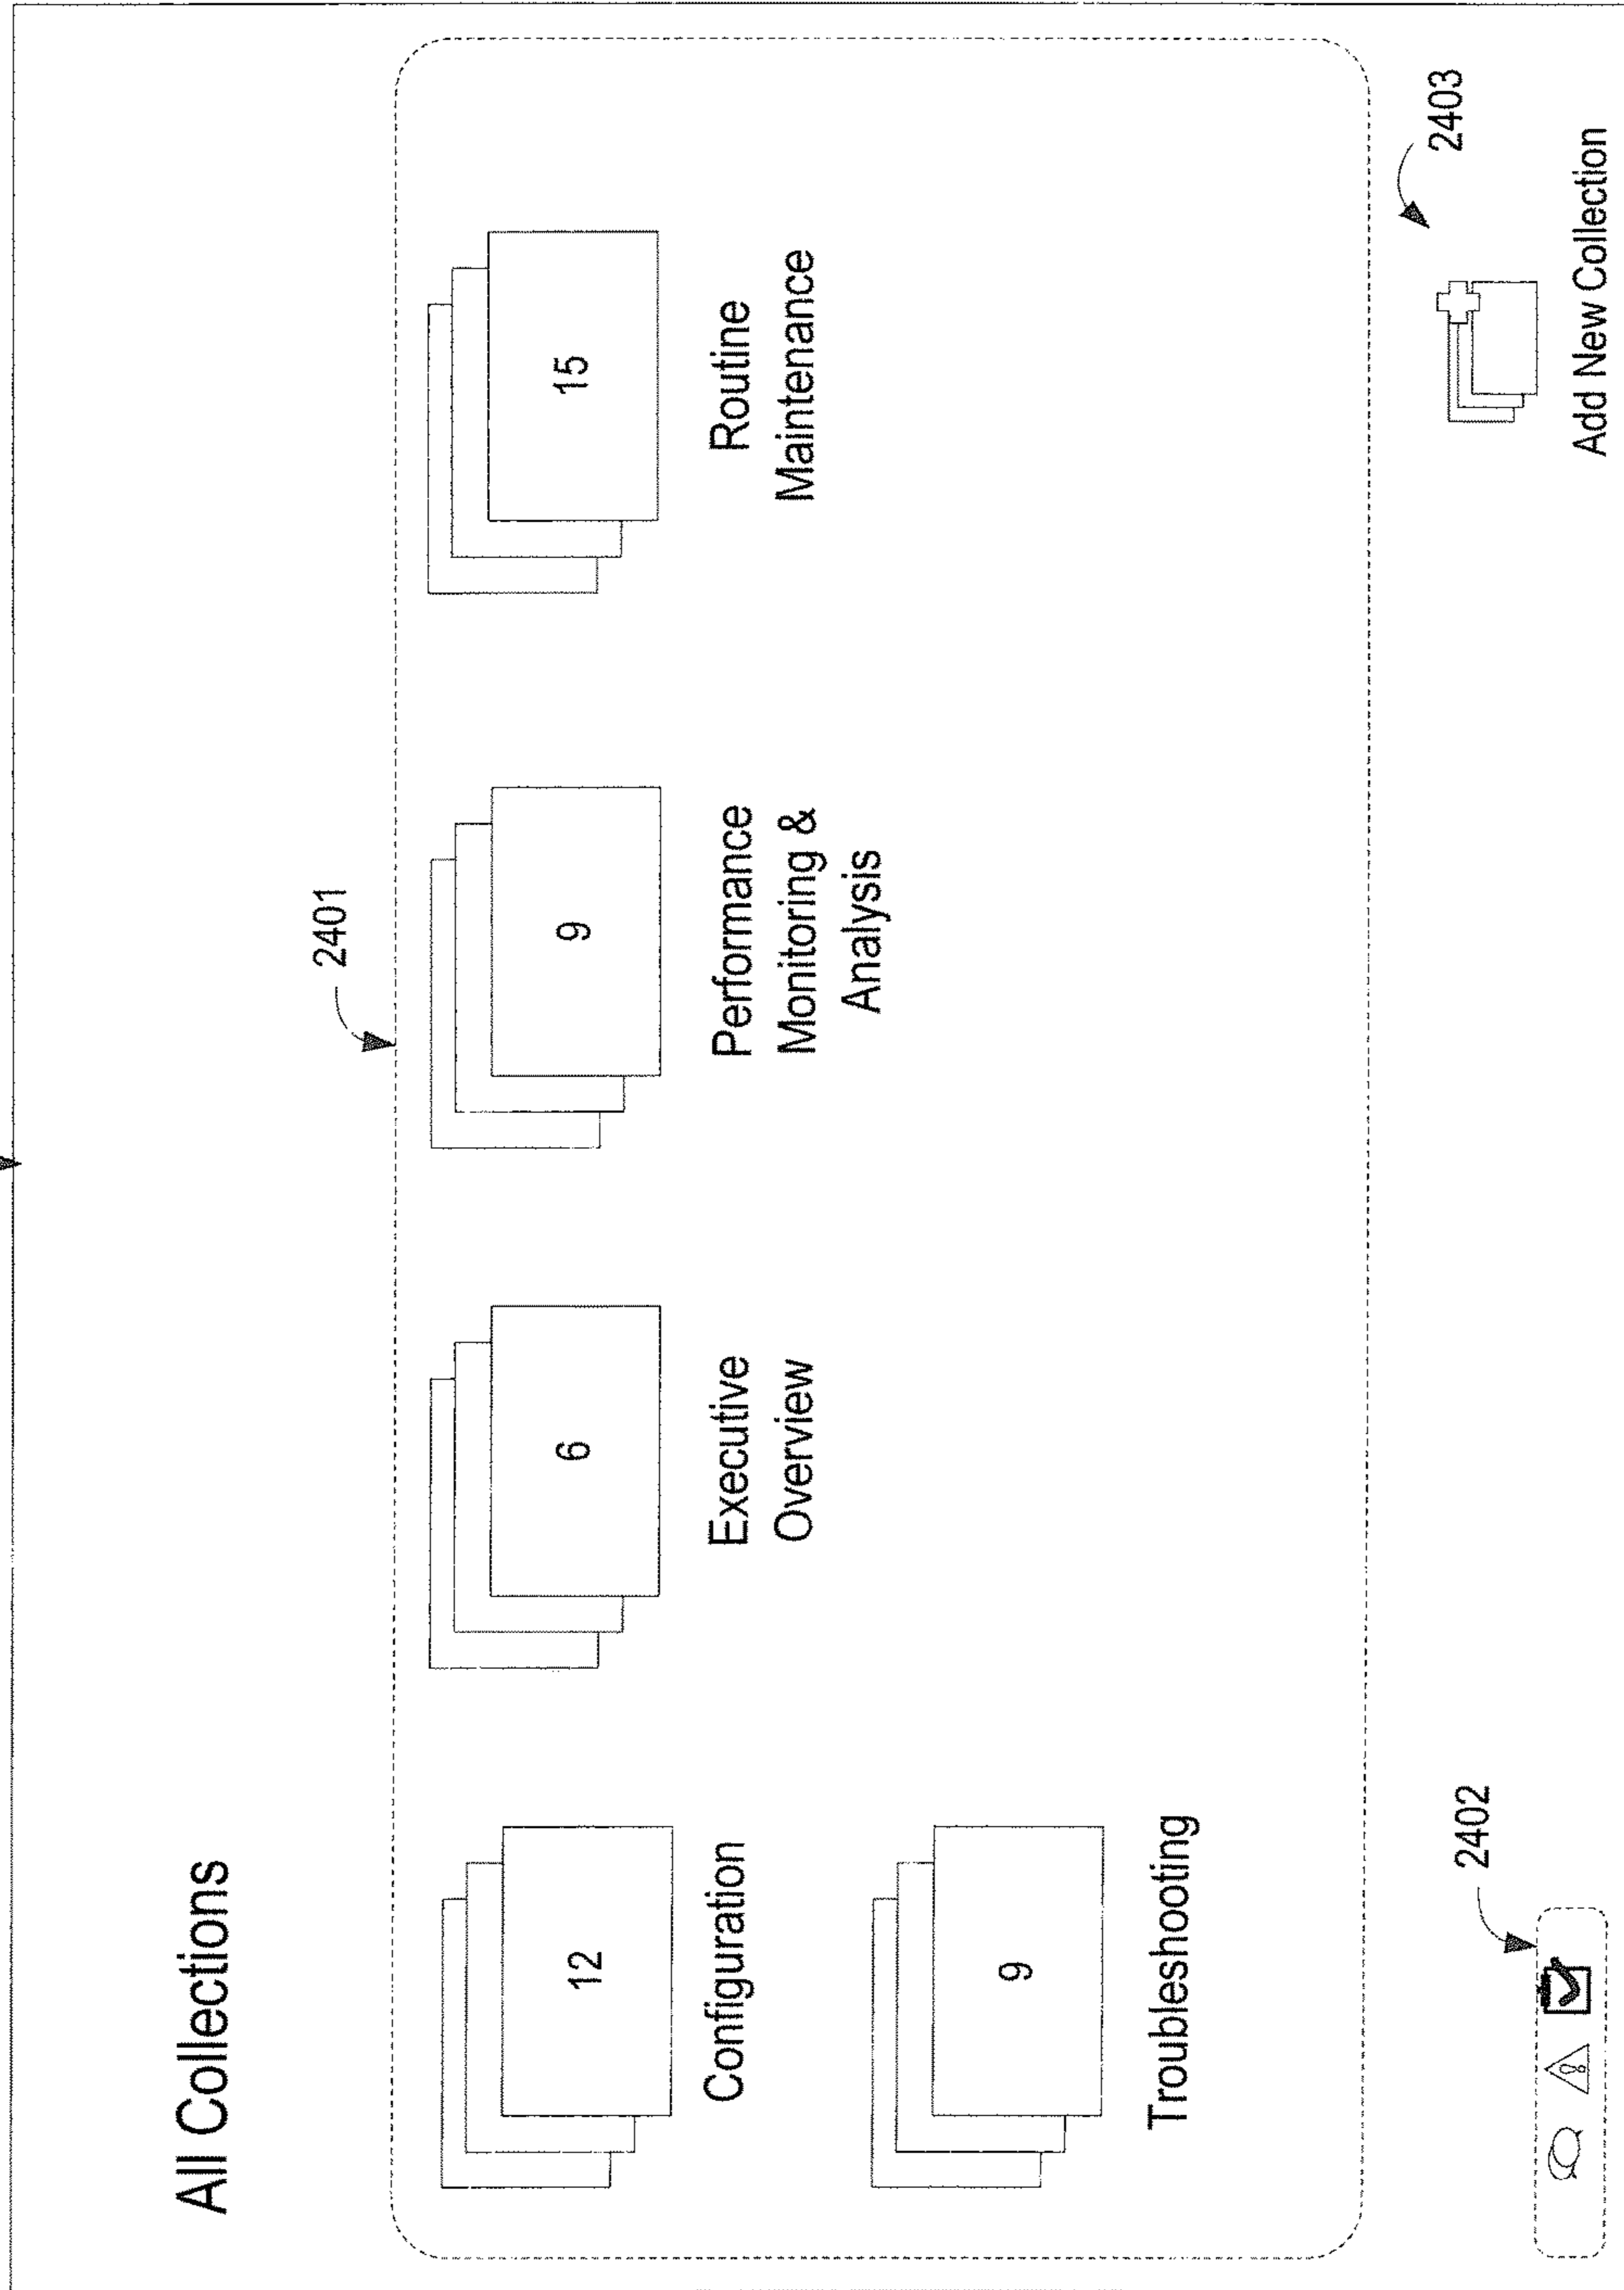 All Collections
2401
12
6
9
15
Configuration
Executive
Overview
Performance
Monitoring &
Analysis
Routine
Maintenance
9
Troubleshooting
2402
2403
Add New Collection